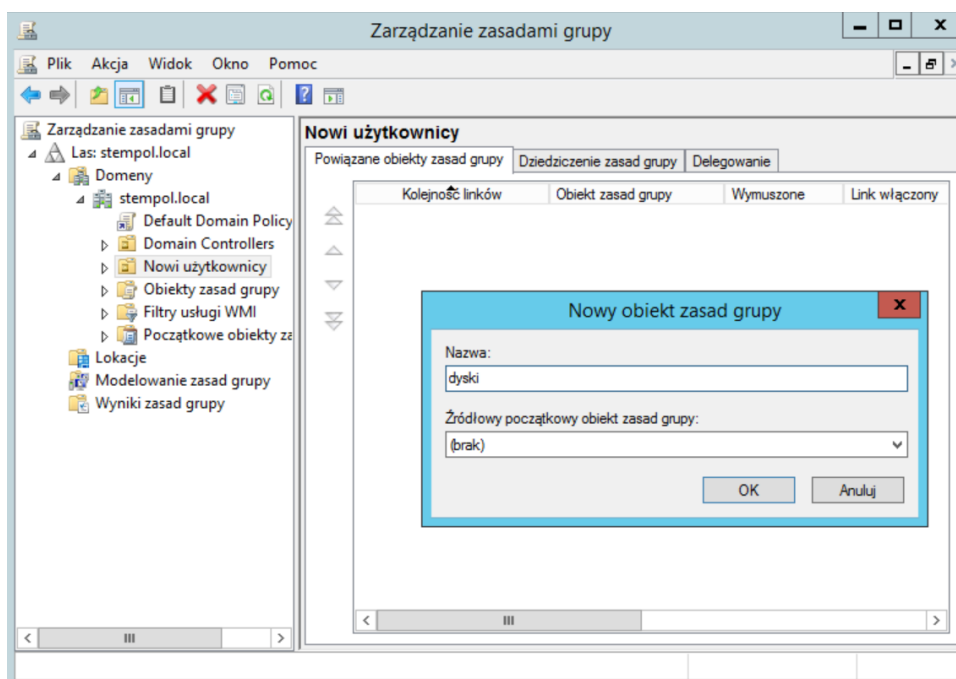 Zarządzanie zasadami grupy
Plik Akcja Widok Okno Pomoc
Zarządzanie zasadami grupy
Las: stempol.local
Domeny
stempol.local
Default Domain Policy
Domain Controllers
Nowi użytkownicy
Obiekty zasad grupy
Filtry usługi WMI
Początkowe obiekty za
Lokacje
Modelowanie zasad grupy
Wyniki zasad grupy
Nowi użytkownicy
Powiązane obiekty zasad grupy Dziedziczenie zasad grupy Delegowanie
Kolejność linków Obiekt zasad grupy Wymuszone Link włączony
Nowy obiekt zasad grupy
Nazwa:
dyski
Źródłowy początkowy obiekt zasad grupy:
(brak)
OK Anuluj